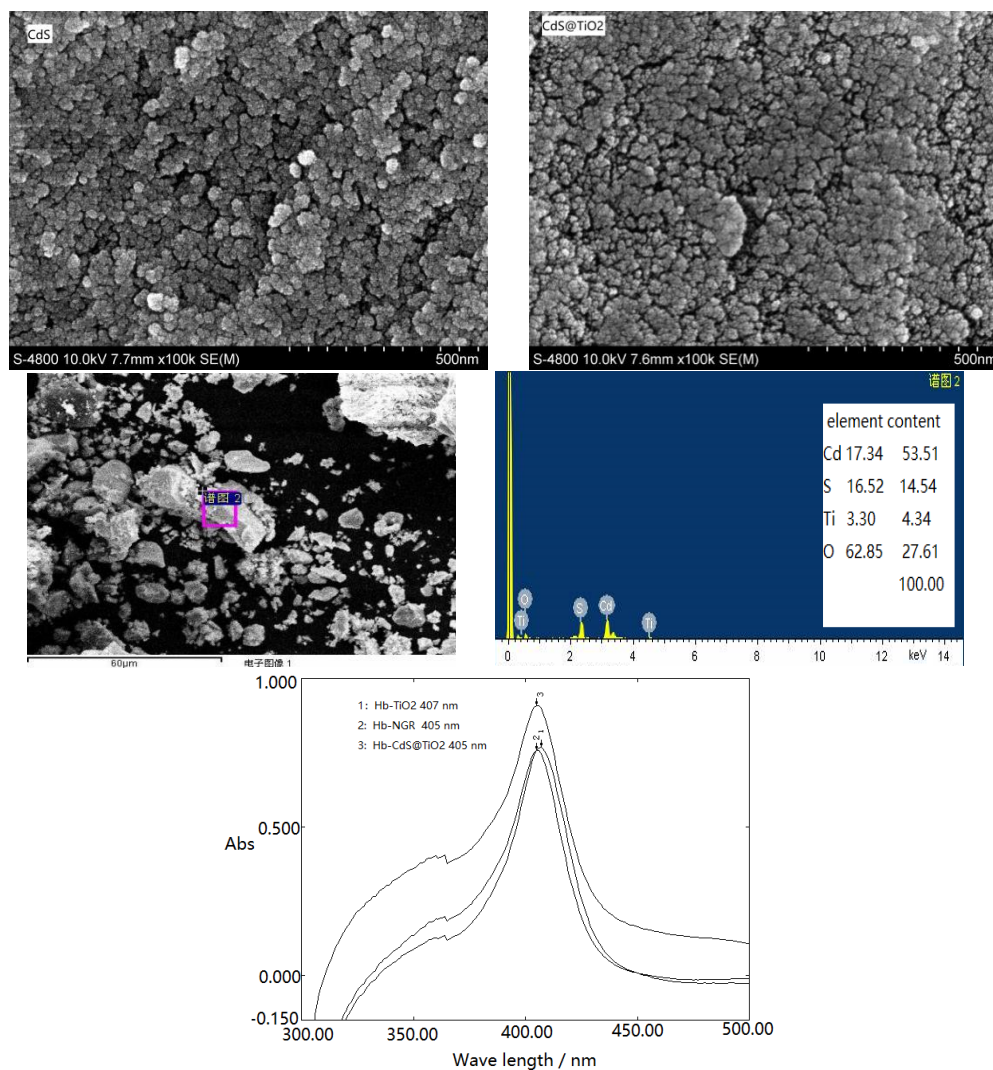 CdS
S-4800 10.0kV 7.7mm x100k SE(M) 500nm
CdS@TiO2
S-4800 10.0kV 7.6mm x100k SE(M) 500nm
谱图 2
60μm 电子图像 1
谱图 2
element content
Cd 17.34 53.51
S 16.52 14.54
Ti 3.30 4.34
O 62.85 27.61
100.00
O
Ti
S
Cd
Ti
0 2 4 6 8 10 12 keV 14
1.000
1: Hb-TiO2 407 nm
2: Hb-NGR 405 nm
3: Hb-CdS@TiO2 405 nm
3
2
1
0.500
Abs
0.000
-0.150
300.00 350.00 400.00 450.00 500.00
Wave length / nm